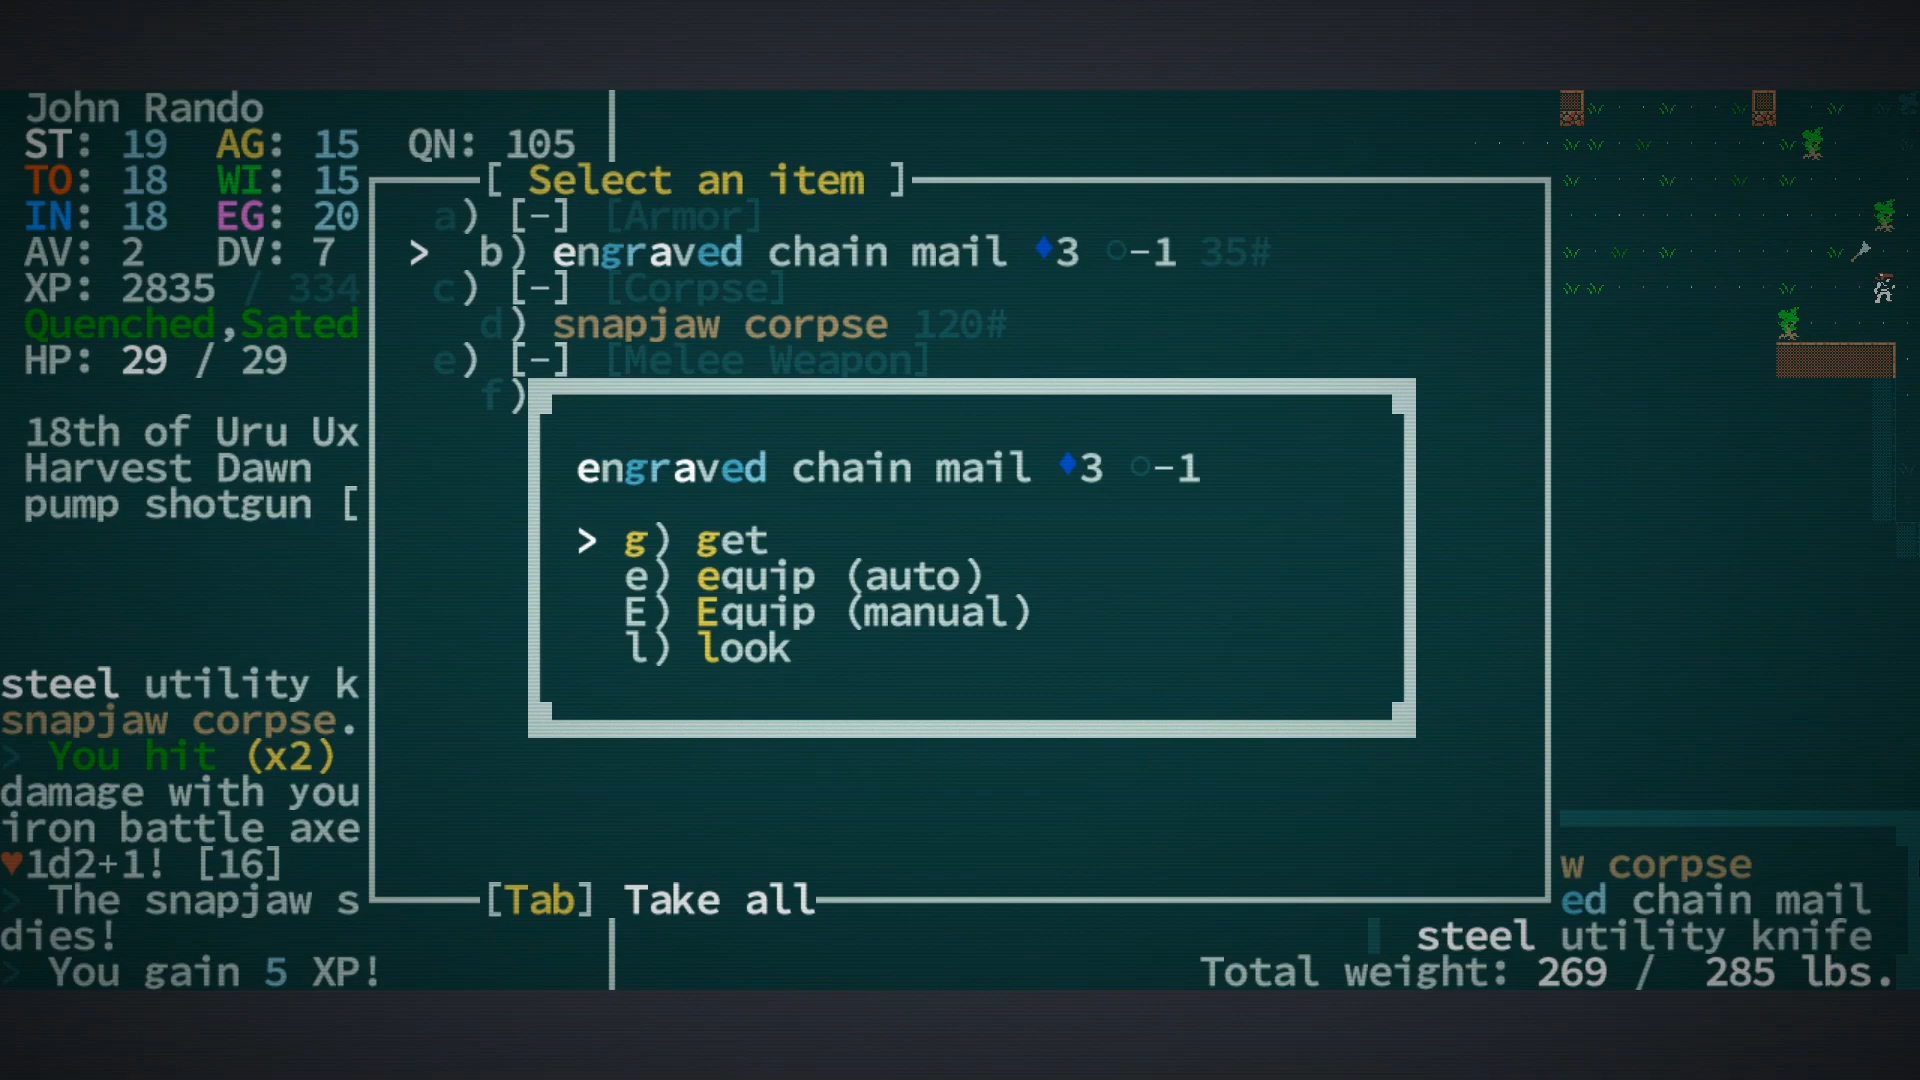 John Rando
ST: 19 AG: 15 QN: 105
TO: 18 WI: 15
IN: 18 EG: 20
AV: 2 DV: 7
XP: 2835 / 334
Quenched,Sated
HP: 29 / 29
18th of Uru Ux
Harvest Dawn
pump shotgun [
steel utility k
snapjaw corpse.
> You hit (x2)
damage with you
iron battle axe
♥1d2+1! [16]
> The snapjaw s
dies!
> You gain 5 XP!
[ Select an item ]
a) [-] [Armor]
> b) engraved chain mail ♦3 ○-1 35#
c) [-] [Corpse]
d) snapjaw corpse 120#
e) [-] [Melee Weapon]
f)
engraved chain mail ♦3 ○-1
> g) get
e) equip (auto)
E) Equip (manual)
l) look
[Tab] Take all
w corpse
ed chain mail
steel utility knife
Total weight: 269 / 285 lbs.